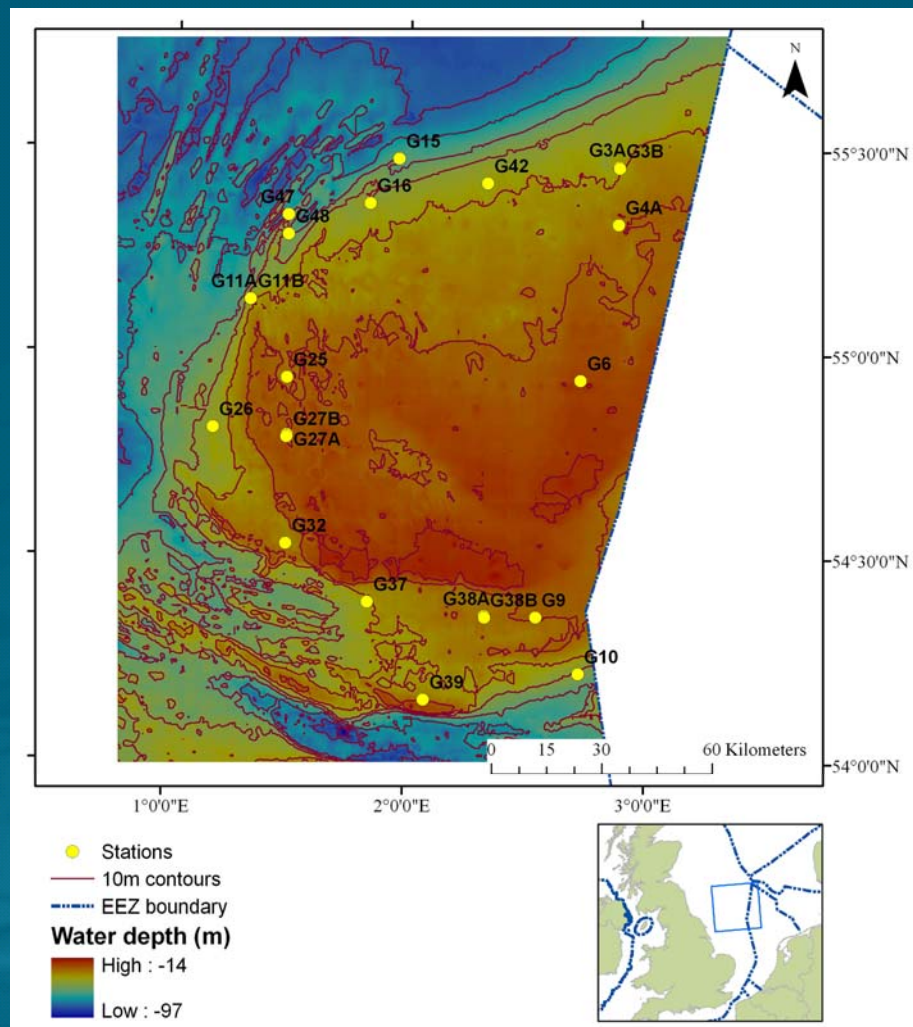 N
G15
G3AG3B
G42
G16
G47
G4A
G48
G11AG11B
G25
G6
G26
G27B
G27A
G32
G37
G38AG38B G9
G10
G39
55°30'0"N
55°0'0"N
54°30'0"N
54°0'0"N
0 15 30 60 Kilometers
1°0'0"E 2°0'0"E 3°0'0"E
Stations
10m contours
EEZ boundary
Water depth (m)
High : -14
Low : -97